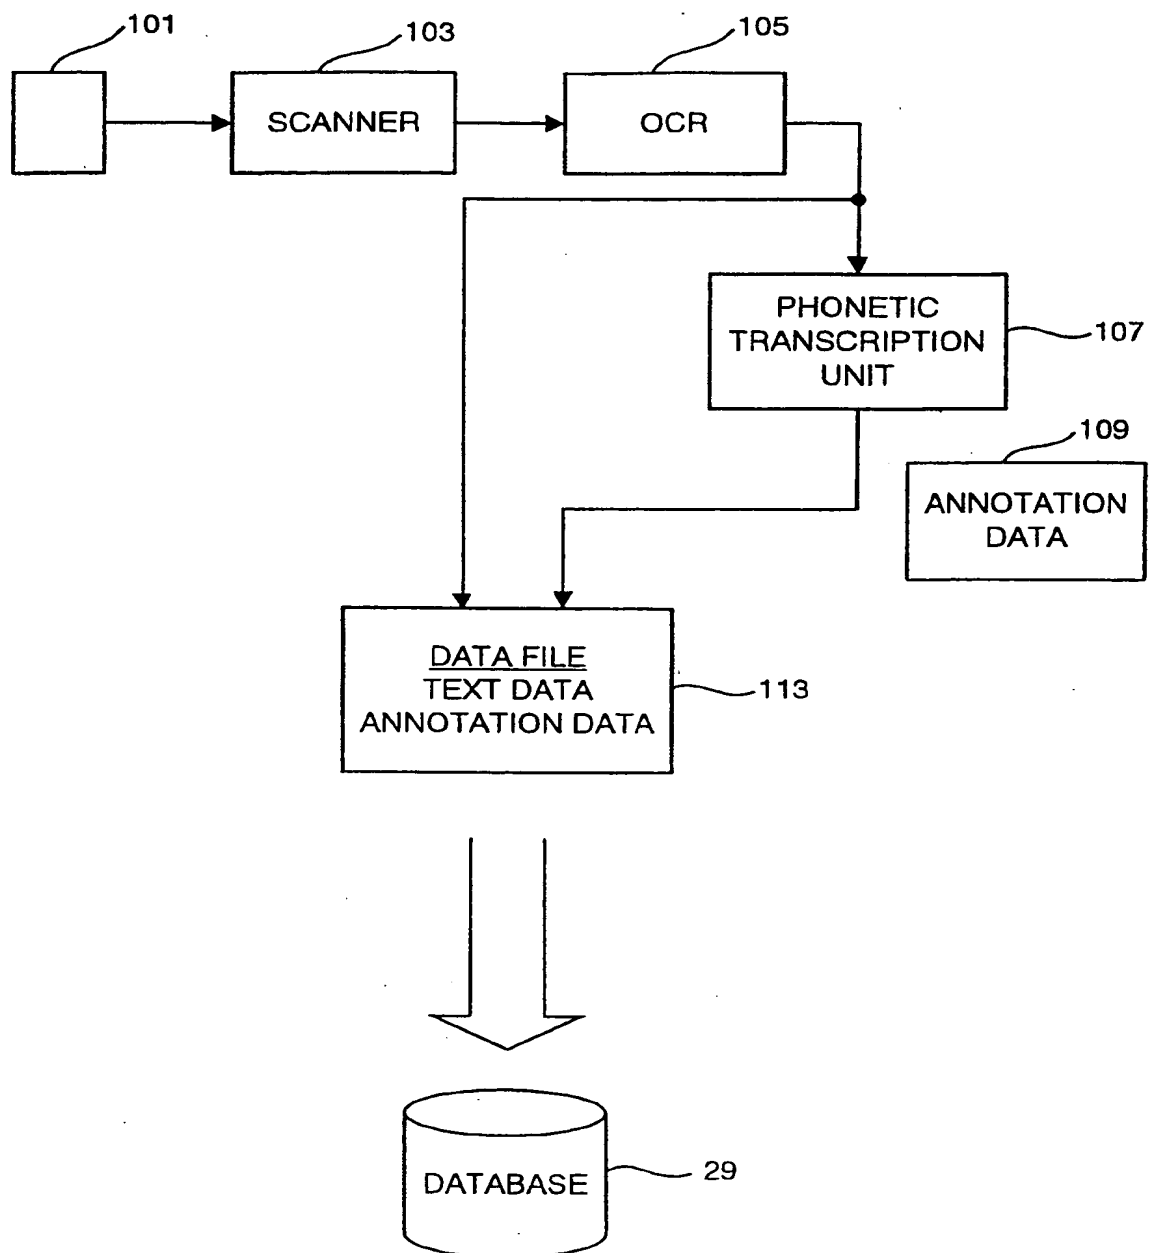 101
103
105
SCANNER
OCR
PHONETIC
TRANSCRIPTION
UNIT
107
109
ANNOTATION
DATA
DATA FILE
TEXT DATA
ANNOTATION DATA
113
DATABASE
29